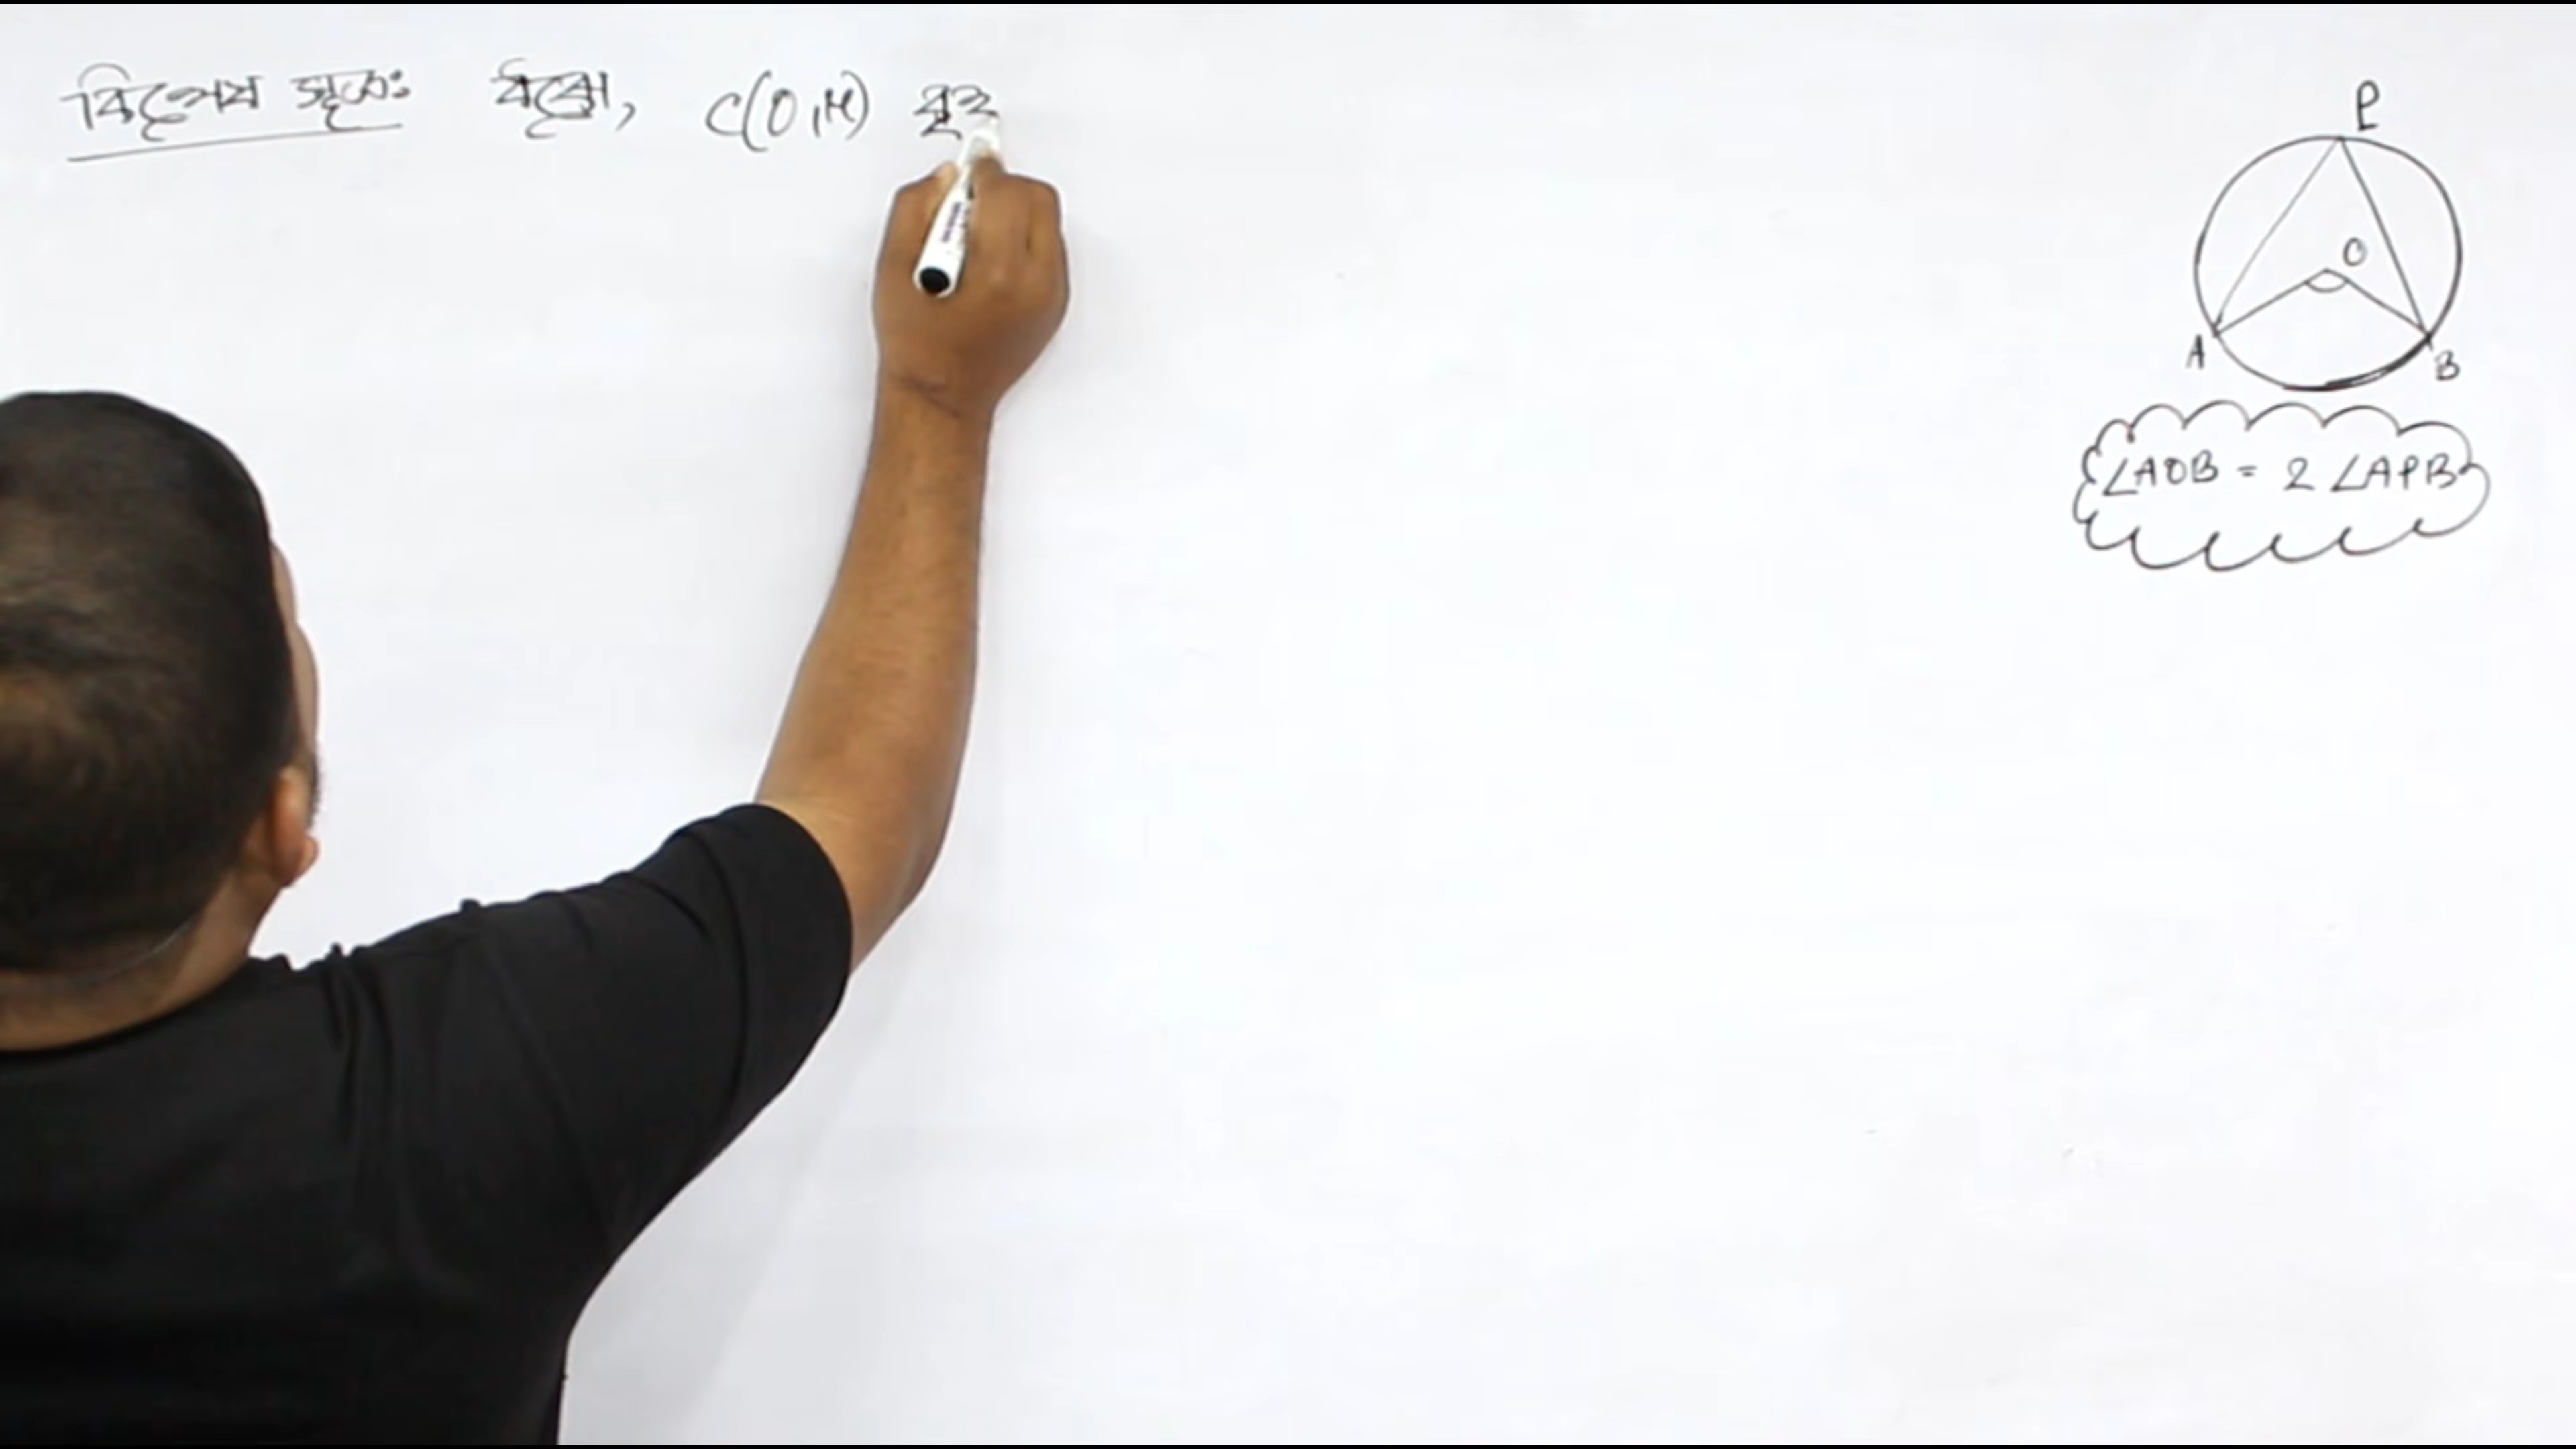 বিশেষ সূত্রঃ ধরো, C(O,r) বৃত্ত
P
O
A
B
∠AOB = 2 ∠APB